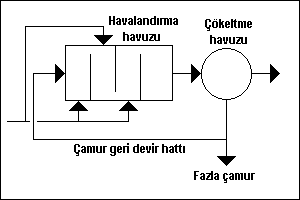 Havalandırma
havuzu
Çökeltme
havuzu
Çamur geri devir hattı
Fazla çamur